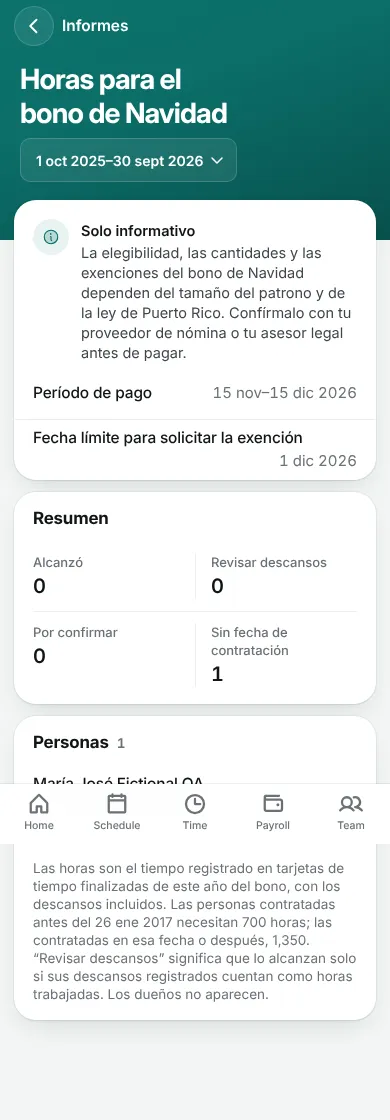 Informes
Horas para el
bono de Navidad
1 oct 2025–30 sept 2026
Solo informativo
La elegibilidad, las cantidades y las
exenciones del bono de Navidad
dependen del tamaño del patrono y de
la ley de Puerto Rico. Confírmalo con tu
proveedor de nómina o tu asesor legal
antes de pagar.
Período de pago 15 nov–15 dic 2026
Fecha límite para solicitar la exención
1 dic 2026
Resumen
Alcanzó
0
Revisar descansos
0
Por confirmar
0
Sin fecha de
contratación
1
Personas 1
María José Fictional QA
Home Schedule Time Payroll Team
Las horas son el tiempo registrado en tarjetas de
tiempo finalizadas de este año del bono, con los
descansos incluidos. Las personas contratadas
antes del 26 ene 2017 necesitan 700 horas; las
contratadas en esa fecha o después, 1,350.
“Revisar descansos” significa que lo alcanzan solo
si sus descansos registrados cuentan como horas
trabajadas. Los dueños no aparecen.